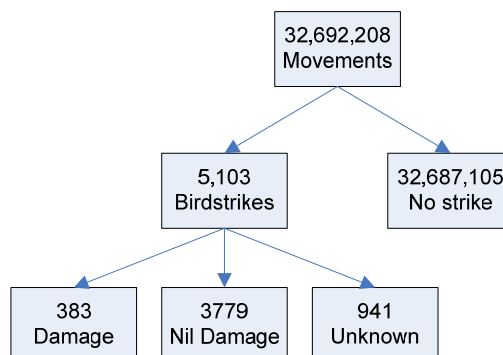 32,692,208
Movements
5,103
Birdstrikes
32,687,105
No strike
383
Damage
3779
Nil Damage
941
Unknown